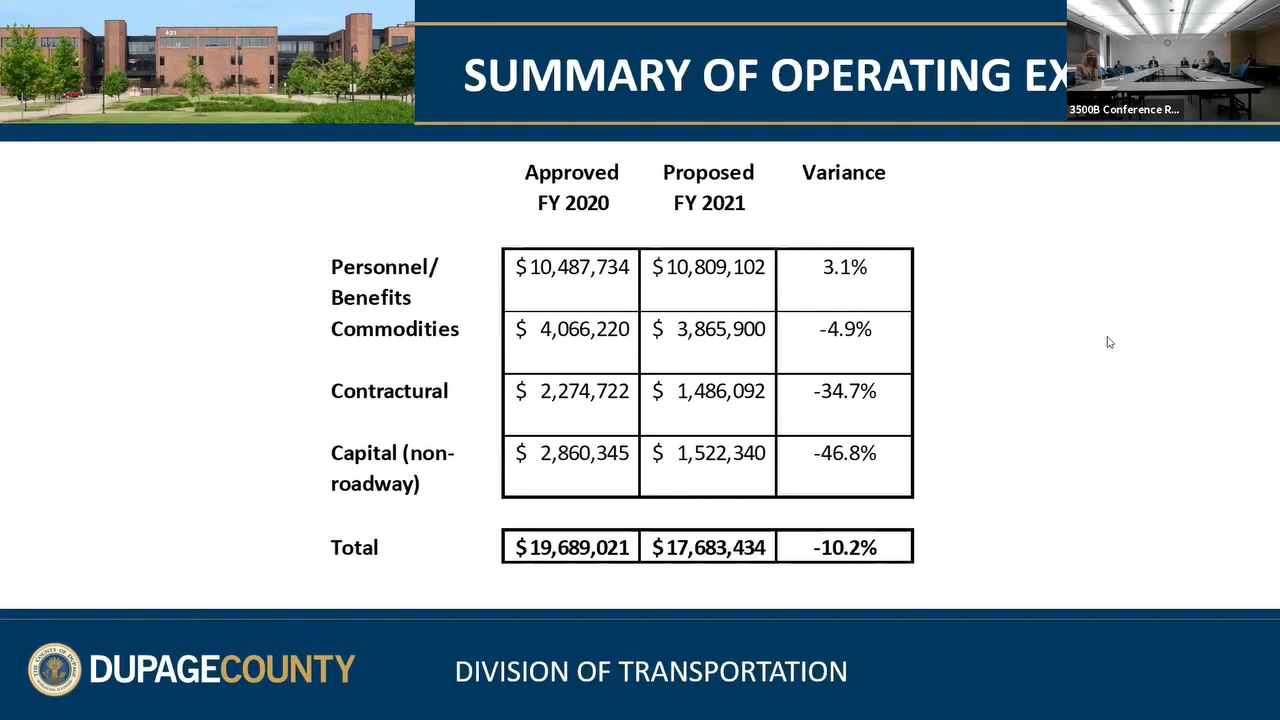 431
SUMMARY OF OPERATING EX
3500B Conference R...
Approved Proposed Variance
FY 2020 FY 2021
Personnel/ $10,487,734 $10,809,102 3.1%
Benefits
Commodities $ 4,066,220 $ 3,865,900 -4.9%
Contractural $ 2,274,722 $ 1,486,092 -34.7%
Capital (non- $ 2,860,345 $ 1,522,340 -46.8%
roadway)
Total $19,689,021 $17,683,434 -10.2%
DUPAGECOUNTY
DIVISION OF TRANSPORTATION